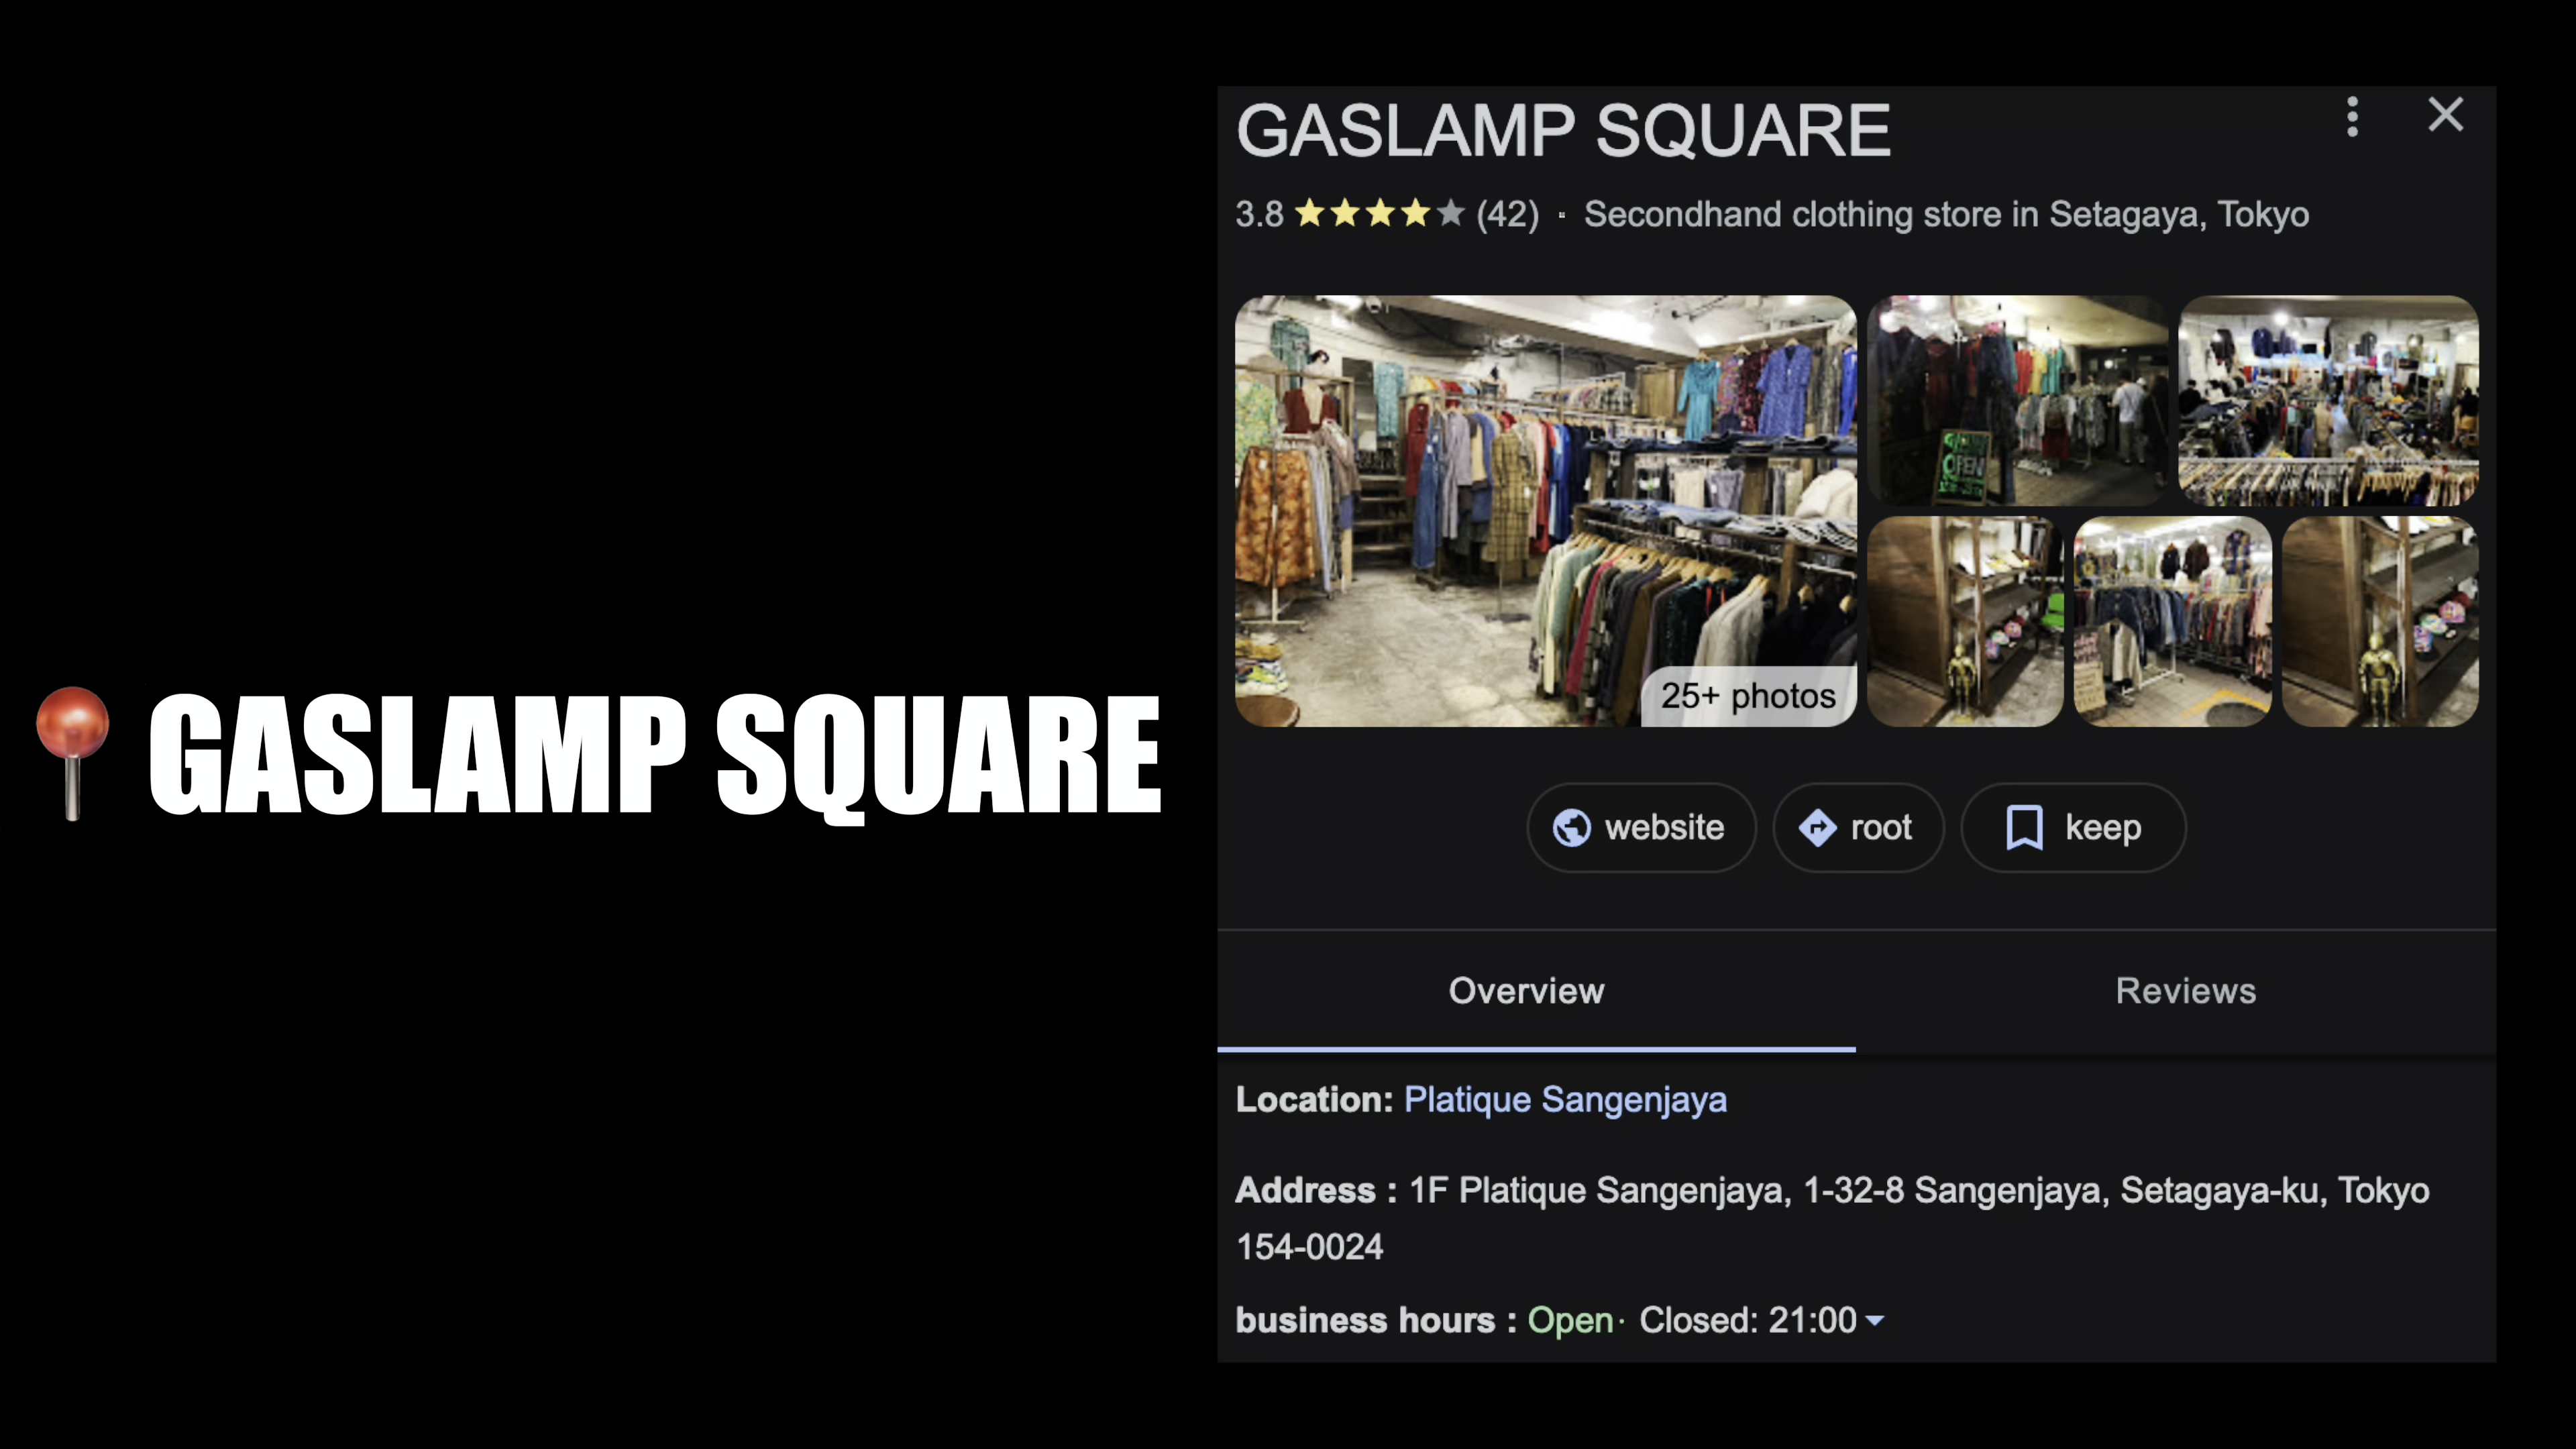 📍GASLAMP SQUARE
GASLAMP SQUARE
3.8 ★★★★★ (42) · Secondhand clothing store in Setagaya, Tokyo
OPEN
25+ photos
website
root
keep
Overview
Reviews
Location: Platique Sangenjaya
Address : 1F Platique Sangenjaya, 1-32-8 Sangenjaya, Setagaya-ku, Tokyo
154-0024
business hours : Open· Closed: 21:00